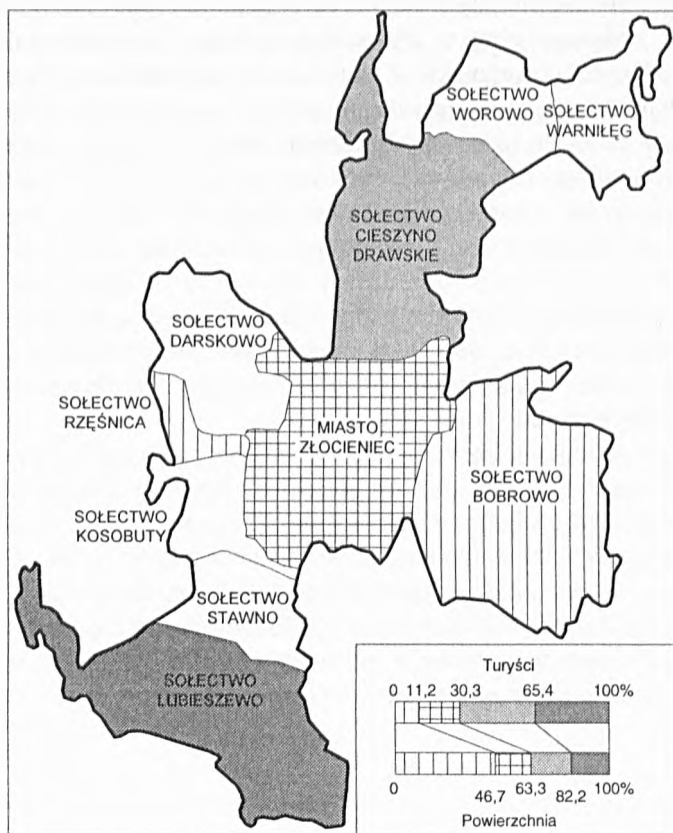 SOŁECTWO
WOROWO
SOŁECTWO
WARNIŁĘG
SOŁECTWO
CIESZYNO
DRAWSKIE
SOŁECTWO
DARSKOWO
SOŁECTWO
RZĘŚNICA
MIASTO
ZŁOCIENIEC
SOŁECTWO
BOBROWO
SOŁECTWO
KOSOBUTY
SOŁECTWO
STAWNO
SOŁECTWO
LUBIESZEWO
Turyści
0 11,2 30,3 65,4 100%
0 46,7 63,3 82,2 100%
Powierzchnia